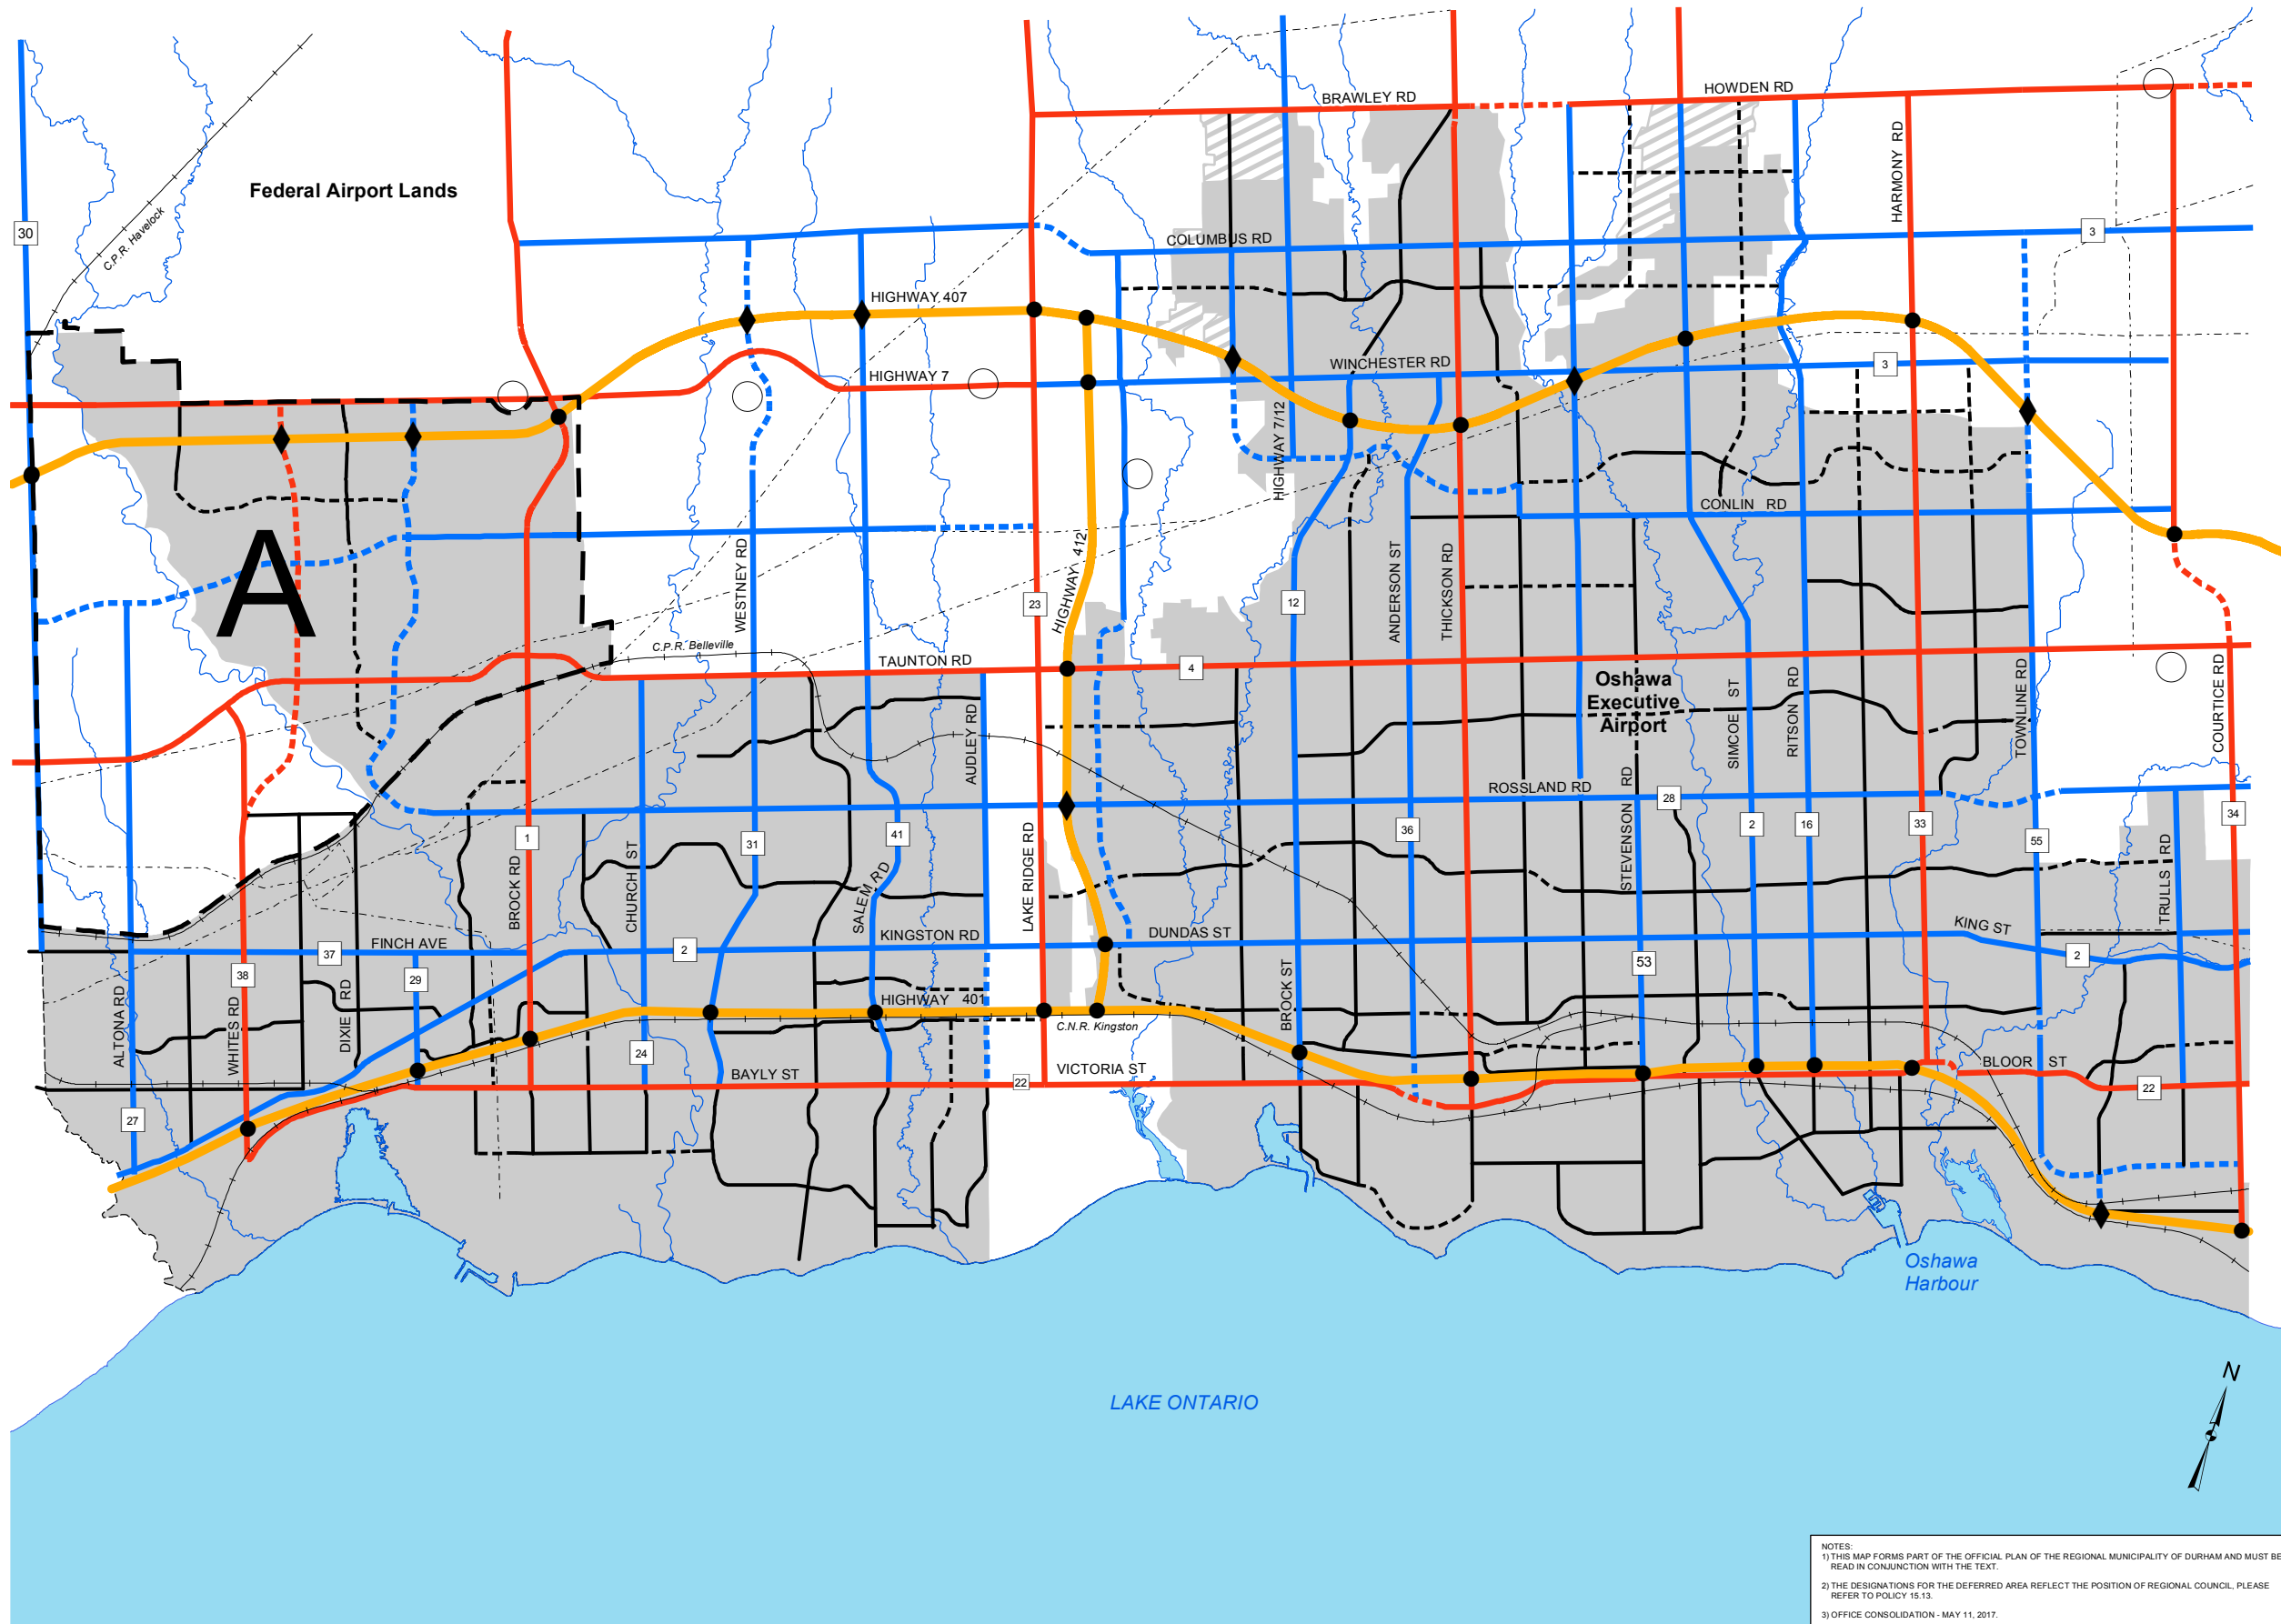 BRAWLEY RD
HOWDEN RD
HARMONY RD
Federal Airport Lands
C.P.R. Havelock
30
COLUMBUS RD
3
HIGHWAY 407
HIGHWAY 7
WINCHESTER RD
3
HIGHWAY 7/12
CONLIN RD
A
WESTNEY RD
HIGHWAY 412
23
12
ANDERSON ST
THICKSON RD
C.P.R. Belleville
TAUNTON RD
4
Oshawa
Executive
Airport
SIMCOE ST
RITSON RD
TOWNLINE RD
COURTICE RD
AUDLEY RD
ROSSLAND RD
STEVENSON RD
28
1
31
41
36
2
16
33
55
34
BROCK RD
CHURCH ST
SALEM RD
LAKE RIDGE RD
TRULLS RD
FINCH AVE
37
2
KINGSTON RD
DUNDAS ST
KING ST
2
38
29
53
ALTONA RD
WHITES RD
DIXIE RD
HIGHWAY 401
BROCK ST
C.N.R. Kingston
24
BAYLY ST
22
VICTORIA ST
BLOOR ST
22
27
Oshawa
Harbour
LAKE ONTARIO
N
NOTES:
1) THIS MAP FORMS PART OF THE OFFICIAL PLAN OF THE REGIONAL MUNICIPALITY OF DURHAM AND MUST BE
READ IN CONJUNCTION WITH THE TEXT.
2) THE DESIGNATIONS FOR THE DEFERRED AREA REFLECT THE POSITION OF REGIONAL COUNCIL, PLEASE
REFER TO POLICY 15.13.
3) OFFICE CONSOLIDATION - MAY 11, 2017.